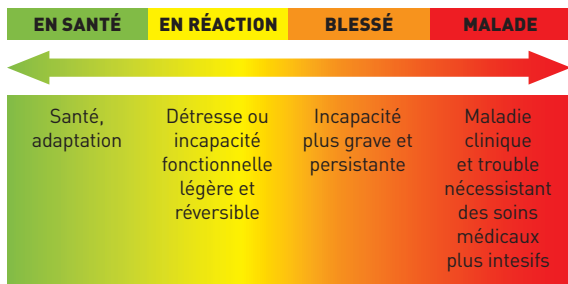 EN SANTÉ
EN RÉACTION
BLESSÉ
MALADE
Santé,
adaptation
Détresse ou
incapacité
fonctionnelle
légère et
réversible
Incapacité
plus grave et
persistante
Maladie
clinique
et trouble
nécessistant
des soins
médicaux
plus intesifs